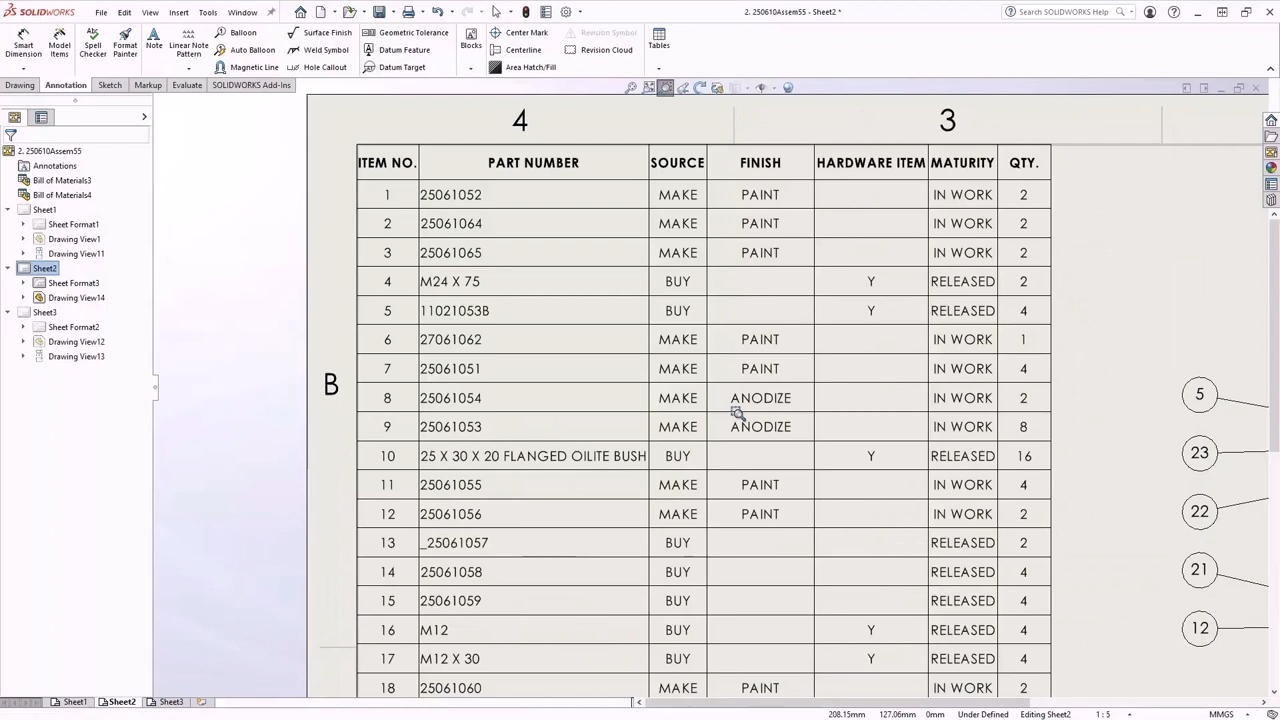 SOLIDWORKS File Edit View Insert Tools Window 2. 250610Assem55 - Sheet2 * Search SOLIDWORKS Help
Smart Dimension
Model Items
Spell Checker
Format Painter
Note
Linear Note Pattern
Balloon
Auto Balloon
Magnetic Line
Surface Finish
Weld Symbol
Hole Callout
Geometric Tolerance
Datum Feature
Datum Target
Blocks
Center Mark
Centerline
Area Hatch/Fill
Revision Symbol
Revision Cloud
Tables
Drawing Annotation Sketch Markup Evaluate SOLIDWORKS Add-Ins
2. 250610Assem55
Annotations
Bill of Materials3
Bill of Materials4
Sheet1
Sheet Format1
Drawing View1
Drawing View11
Sheet2
Sheet Format3
Drawing View14
Sheet3
Sheet Format2
Drawing View12
Drawing View13
4 3
B
ITEM NO. PART NUMBER SOURCE FINISH HARDWARE ITEM MATURITY QTY.
1 25061052 MAKE PAINT IN WORK 2
2 25061064 MAKE PAINT IN WORK 2
3 25061065 MAKE PAINT IN WORK 2
4 M24 X 75 BUY Y RELEASED 2
5 11021053B BUY Y RELEASED 4
6 27061062 MAKE PAINT IN WORK 1
7 25061051 MAKE PAINT IN WORK 4
8 25061054 MAKE ANODIZE IN WORK 2
9 25061053 MAKE ANODIZE IN WORK 8
10 25 X 30 X 20 FLANGED OILITE BUSH BUY Y RELEASED 16
11 25061055 MAKE PAINT IN WORK 4
12 25061056 MAKE PAINT IN WORK 2
13 _25061057 BUY RELEASED 2
14 25061058 BUY RELEASED 4
15 25061059 BUY RELEASED 4
16 M12 BUY Y RELEASED 4
17 M12 X 30 BUY Y RELEASED 4
18 25061060 MAKE PAINT IN WORK 2
5
23
22
21
12
Sheet1 Sheet2 Sheet3
208.15mm 127.06mm 0mm Under Defined Editing Sheet2 1 : 5 MMGS